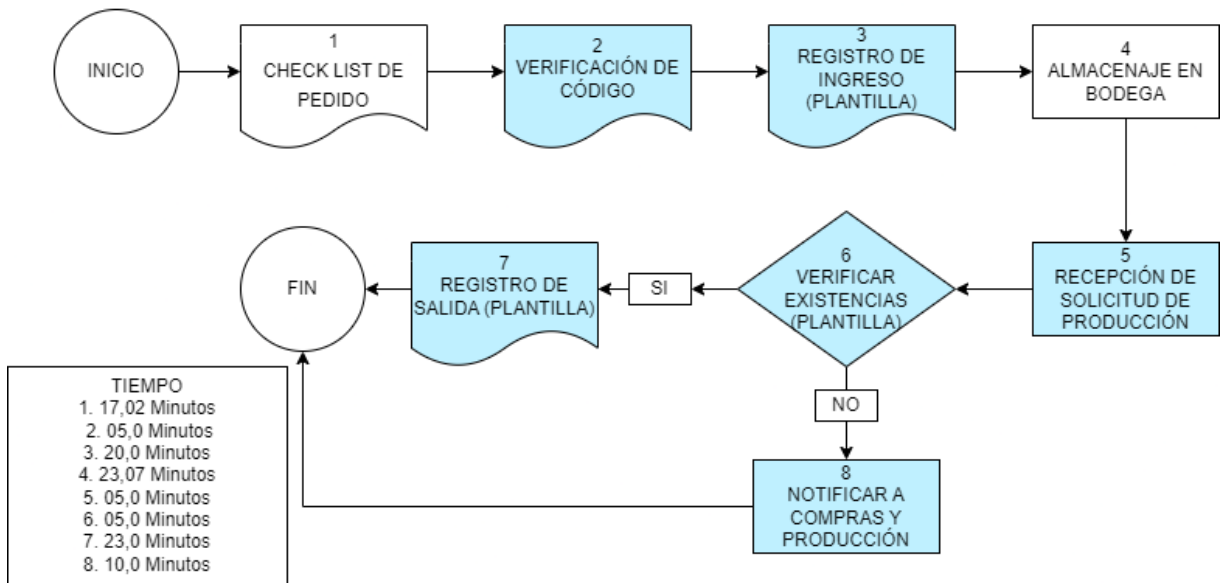 INICIO
1
CHECK LIST DE
PEDIDO
2
VERIFICACIÓN DE
CÓDIGO
3
REGISTRO DE
INGRESO
(PLANTILLA)
4
ALMACENAJE EN
BODEGA
5
RECEPCIÓN DE
SOLICITUD DE
PRODUCCIÓN
6
VERIFICAR
EXISTENCIAS
(PLANTILLA)
SI
7
REGISTRO DE
SALIDA (PLANTILLA)
FIN
NO
8
NOTIFICAR A
COMPRAS Y
PRODUCCIÓN
TIEMPO
1. 17,02 Minutos
2. 05,0 Minutos
3. 20,0 Minutos
4. 23,07 Minutos
5. 05,0 Minutos
6. 05,0 Minutos
7. 23,0 Minutos
8. 10,0 Minutos